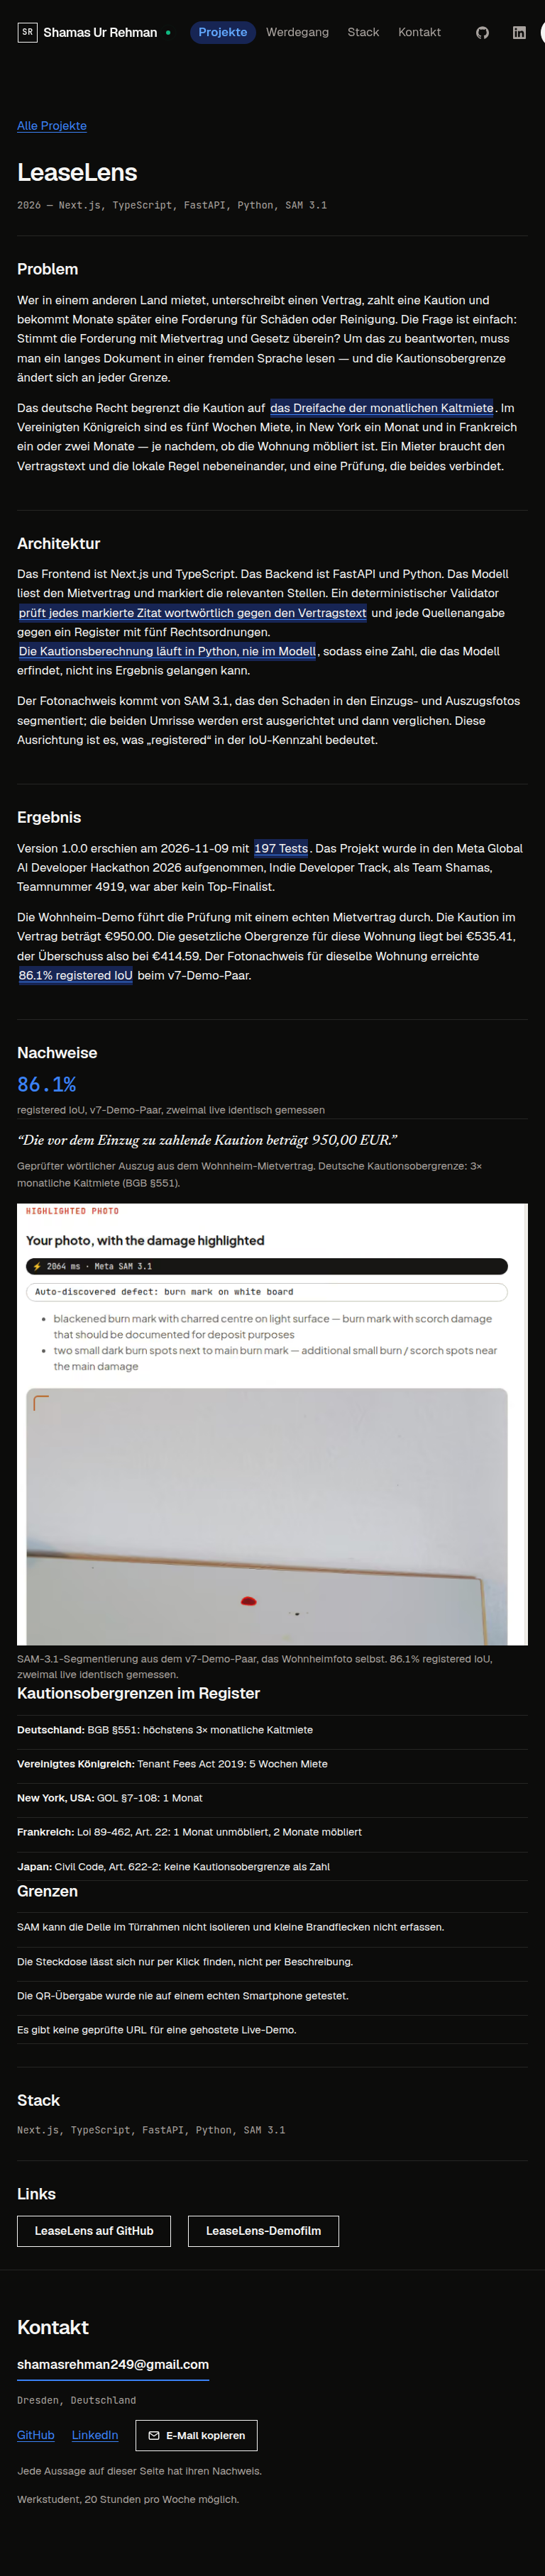 SR Shamas Ur Rehman Projekte Werdegang Stack Kontakt
Alle Projekte
LeaseLens
2026 — Next.js, TypeScript, FastAPI, Python, SAM 3.1
Problem
Wer in einem anderen Land mietet, unterschreibt einen Vertrag, zahlt eine Kaution und
bekommt Monate später eine Forderung für Schäden oder Reinigung. Die Frage ist einfach:
Stimmt die Forderung mit Mietvertrag und Gesetz überein? Um das zu beantworten, muss
man ein langes Dokument in einer fremden Sprache lesen — und die Kautionsobergrenze
ändert sich an jeder Grenze.
Das deutsche Recht begrenzt die Kaution auf das Dreifache der monatlichen Kaltmiete. Im
Vereinigten Königreich sind es fünf Wochen Miete, in New York ein Monat und in Frankreich
ein oder zwei Monate — je nachdem, ob die Wohnung möbliert ist. Ein Mieter braucht den
Vertragstext und die lokale Regel nebeneinander, und eine Prüfung, die beides verbindet.
Architektur
Das Frontend ist Next.js und TypeScript. Das Backend ist FastAPI und Python. Das Modell
liest den Mietvertrag und markiert die relevanten Stellen. Ein deterministischer Validator
prüft jedes markierte Zitat wortwörtlich gegen den Vertragstext und jede Quellenangabe
gegen ein Register mit fünf Rechtsordnungen.
Die Kautionsberechnung läuft in Python, nie im Modell, sodass eine Zahl, die das Modell
erfindet, nicht ins Ergebnis gelangen kann.
Der Fotonachweis kommt von SAM 3.1, das den Schaden in den Einzugs- und Auszugsfotos
segmentiert; die beiden Umrisse werden erst ausgerichtet und dann verglichen. Diese
Ausrichtung ist es, was „registered“ in der IoU-Kennzahl bedeutet.
Ergebnis
Version 1.0.0 erschien am 2026-11-09 mit 197 Tests. Das Projekt wurde in den Meta Global
AI Developer Hackathon 2026 aufgenommen, Indie Developer Track, als Team Shamas,
Teamnummer 4919, war aber kein Top-Finalist.
Die Wohnheim-Demo führt die Prüfung mit einem echten Mietvertrag durch. Die Kaution im
Vertrag beträgt €950.00. Die gesetzliche Obergrenze für diese Wohnung liegt bei €535.41,
der Überschuss also bei €414.59. Der Fotonachweis für dieselbe Wohnung erreichte
86.1% registered IoU beim v7-Demo-Paar.
Nachweise
86.1%
registered IoU, v7-Demo-Paar, zweimal live identisch gemessen
“Die vor dem Einzug zu zahlende Kaution beträgt 950,00 EUR.”
Geprüfter wörtlicher Auszug aus dem Wohnheim-Mietvertrag. Deutsche Kautionsobergrenze: 3×
monatliche Kaltmiete (BGB §551).
HIGHLIGHTED PHOTO
Your photo, with the damage highlighted
⚡ 2064 ms · Meta SAM 3.1
Auto-discovered defect: burn mark on white board
• blackened burn mark with charred centre on light surface — burn mark with scorch damage
that should be documented for deposit purposes
• two small dark burn spots next to main burn mark — additional small burn / scorch spots near
the main damage
SAM-3.1-Segmentierung aus dem v7-Demo-Paar, das Wohnheimfoto selbst. 86.1% registered IoU,
zweimal live identisch gemessen.
Kautionsobergrenzen im Register
Deutschland: BGB §551: höchstens 3× monatliche Kaltmiete
Vereinigtes Königreich: Tenant Fees Act 2019: 5 Wochen Miete
New York, USA: GOL §7-108: 1 Monat
Frankreich: Loi 89-462, Art. 22: 1 Monat unmöbliert, 2 Monate möbliert
Japan: Civil Code, Art. 622-2: keine Kautionsobergrenze als Zahl
Grenzen
SAM kann die Delle im Türrahmen nicht isolieren und kleine Brandflecken nicht erfassen.
Die Steckdose lässt sich nur per Klick finden, nicht per Beschreibung.
Die QR-Übergabe wurde nie auf einem echten Smartphone getestet.
Es gibt keine geprüfte URL für eine gehostete Live-Demo.
Stack
Next.js, TypeScript, FastAPI, Python, SAM 3.1
Links
LeaseLens auf GitHub LeaseLens-Demofilm
Kontakt
shamasrehman249@gmail.com
Dresden, Deutschland
GitHub LinkedIn E-Mail kopieren
Jede Aussage auf dieser Seite hat ihren Nachweis.
Werkstudent, 20 Stunden pro Woche möglich.